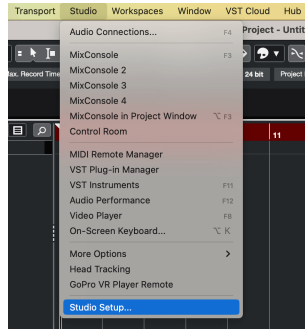 Transport Studio Workspaces Window VST Cloud Hub
Audio Connections... F4
Project - Untit
MixConsole F3
ax. Record Time
24 bit Project
MixConsole 2
MixConsole 3
MixConsole 4
MixConsole in Project Window ⌥ F3
Control Room
11
MIDI Remote Manager
VST Plug-in Manager
VST Instruments F11
Audio Performance F12
Video Player F8
On-Screen Keyboard... ⌥ K
More Options
Head Tracking
GoPro VR Player Remote
Studio Setup...